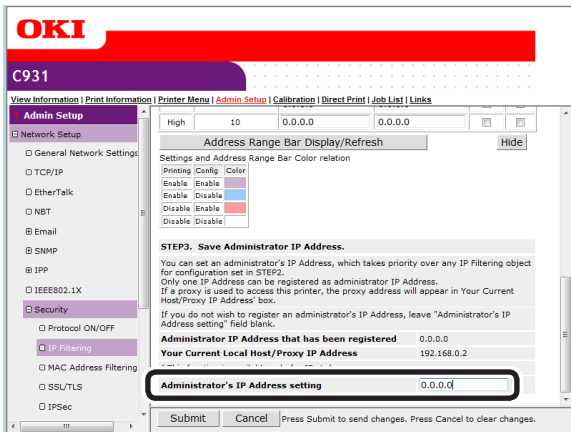 OKI
C931
View Information | Print Information | Printer Menu | Admin Setup | Calibration | Direct Print | Job List | Links
Admin Setup
Network Setup
General Network Settings
TCP/IP
EtherTalk
NBT
Email
SNMP
IPP
IEEE802.1X
Security
Protocol ON/OFF
IP Filtering
MAC Address Filtering
SSL/TLS
IPSec
High 10 0.0.0.0 0.0.0.0
Address Range Bar Display/Refresh Hide
Settings and Address Range Bar Color relation
Printing Config Color
Enable Enable
Enable Disable
Disable Enable
Disable Disable
STEP3. Save Administrator IP Address.
You can set an administrator's IP Address, which takes priority over any IP Filtering object
for configuration set in STEP2.
Only one IP Address can be registered as administrator IP Address.
If a proxy is used to access this printer, the proxy address will appear in 'Your Current
Host/Proxy IP Address' box.
If you do not wish to register an administrator's IP Address, leave "Administrator's IP
Address setting" field blank.
Administrator IP Address that has been registered 0.0.0.0
Your Current Local Host/Proxy IP Address 192.168.0.2
Administrator's IP Address setting 0.0.0.0
Submit Cancel Press Submit to send changes. Press Cancel to clear changes.